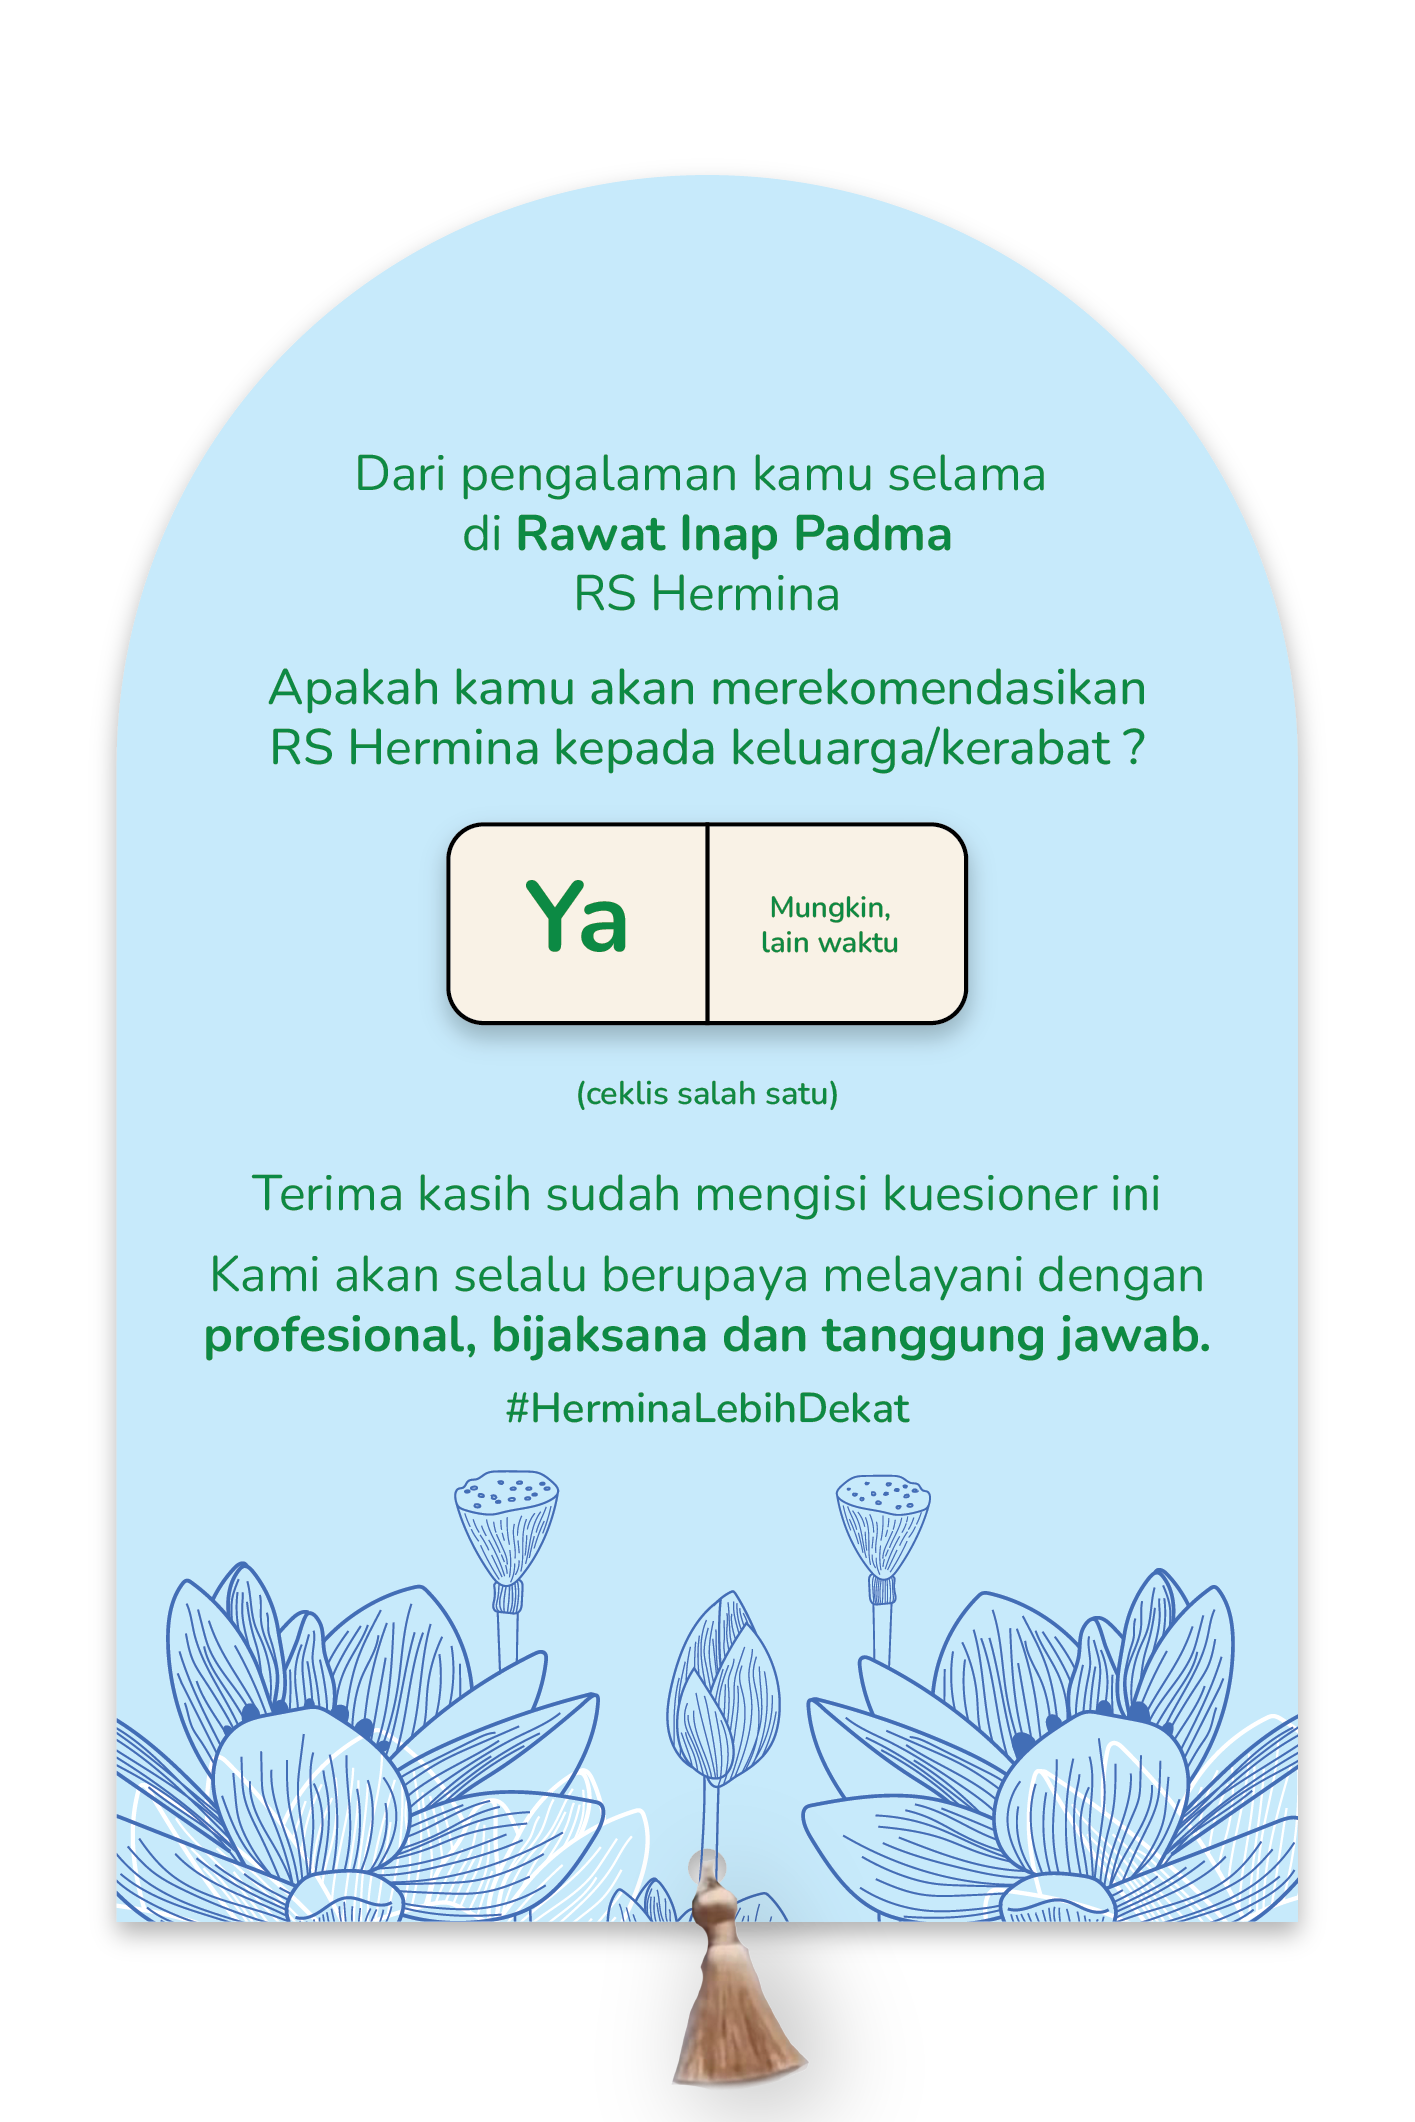 Dari pengalaman kamu selama
di Rawat Inap Padma
RS Hermina
Apakah kamu akan merekomendasikan
RS Hermina kepada keluarga/kerabat ?
Ya
Mungkin,
lain waktu
(ceklis salah satu)
Terima kasih sudah mengisi kuesioner ini
Kami akan selalu berupaya melayani dengan
profesional, bijaksana dan tanggung jawab.
#HerminaLebihDekat